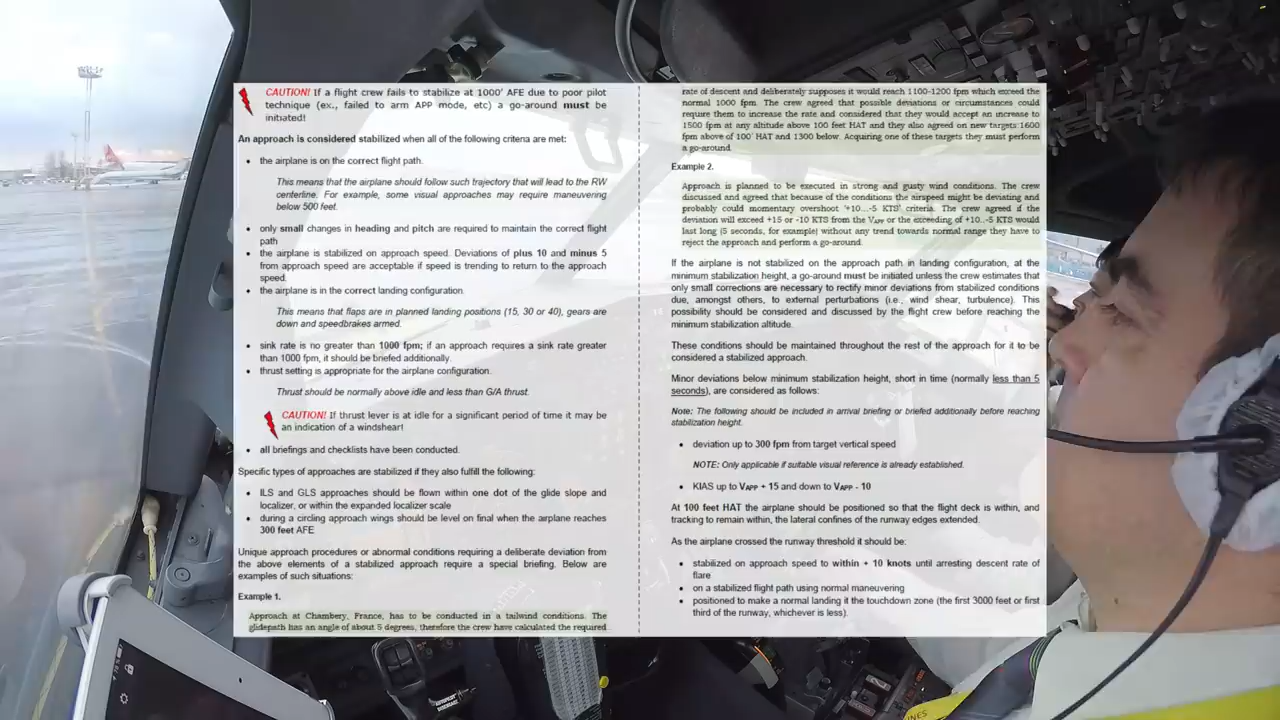 CAUTION! If a flight crew fails to stabilize at 1000' AFE due to poor pilot
technique (ex., failed to arm APP mode, etc) a go-around must be
initiated!
An approach is considered stabilized when all of the following criteria are met:
• the airplane is on the correct flight path.
This means that the airplane should follow such trajectory that will lead to the RW
centerline. For example, some visual approaches may require maneuvering
below 500 feet.
• only small changes in heading and pitch are required to maintain the correct flight
path
• the airplane is stabilized on approach speed. Deviations of plus 10 and minus 5
from approach speed are acceptable if speed is trending to return to the approach
speed.
• the airplane is in the correct landing configuration.
This means that flaps are in planned landing positions (15, 30 or 40), gears are
down and speedbrakes armed.
• sink rate is no greater than 1000 fpm; if an approach requires a sink rate greater
than 1000 fpm, it should be briefed additionally.
• thrust setting is appropriate for the airplane configuration.
Thrust should be normally above idle and less than G/A thrust.
CAUTION! If thrust lever is at idle for a significant period of time it may be
an indication of a windshear!
• all briefings and checklists have been conducted.
Specific types of approaches are stabilized if they also fulfill the following:
• ILS and GLS approaches should be flown within one dot of the glide slope and
localizer, or within the expanded localizer scale
• during a circling approach wings should be level on final when the airplane reaches
300 feet AFE
Unique approach procedures or abnormal conditions requiring a deliberate deviation from
the above elements of a stabilized approach require a special briefing. Below are
examples of such situations:
Example 1.
Approach at Chambery, France, has to be conducted in a tailwind conditions. The
glidepath has an angle of about 5 degrees, therefore the crew have calculated the required
rate of descent and deliberately supposes it would reach 1100-1200 fpm which exceed the
normal 1000 fpm. The crew agreed that possible deviations or circumstances could
require them to increase the rate and considered that they would accept an increase to
1500 fpm at any altitude above 100 feet HAT and they also agreed on new targets:1600
fpm above of 100' HAT and 1300 below. Acquiring one of these targets they must perform
a go-around.
Example 2.
Approach is planned to be executed in strong and gusty wind conditions. The crew
discussed and agreed that because of the conditions the airspeed might be deviating and
probably could momentary overshoot '+10...-5 KTS' criteria. The crew agreed if the
deviation will exceed +15 or -10 KTS from the VAPP or the exceeding of +10..-5 KTS would
last long (5 seconds, for example) without any trend towards normal range they have to
reject the approach and perform a go-around.
If the airplane is not stabilized on the approach path in landing configuration, at the
minimum stabilization height, a go-around must be initiated unless the crew estimates that
only small corrections are necessary to rectify minor deviations from stabilized conditions
due, amongst others, to external perturbations (i.e., wind shear, turbulence). This
possibility should be considered and discussed by the flight crew before reaching the
minimum stabilization altitude.
These conditions should be maintained throughout the rest of the approach for it to be
considered a stabilized approach.
Minor deviations below minimum stabilization height, short in time (normally less than 5
seconds), are considered as follows:
Note: The following should be included in arrival briefing or briefed additionally before reaching
stabilization height.
• deviation up to 300 fpm from target vertical speed
NOTE: Only applicable if suitable visual reference is already established.
• KIAS up to VAPP + 15 and down to VAPP - 10
At 100 feet HAT the airplane should be positioned so that the flight deck is within, and
tracking to remain within, the lateral confines of the runway edges extended.
As the airplane crossed the runway threshold it should be:
• stabilized on approach speed to within + 10 knots until arresting descent rate of
flare
• on a stabilized flight path using normal maneuvering
• positioned to make a normal landing it the touchdown zone (the first 3000 feet or first
third of the runway, whichever is less).